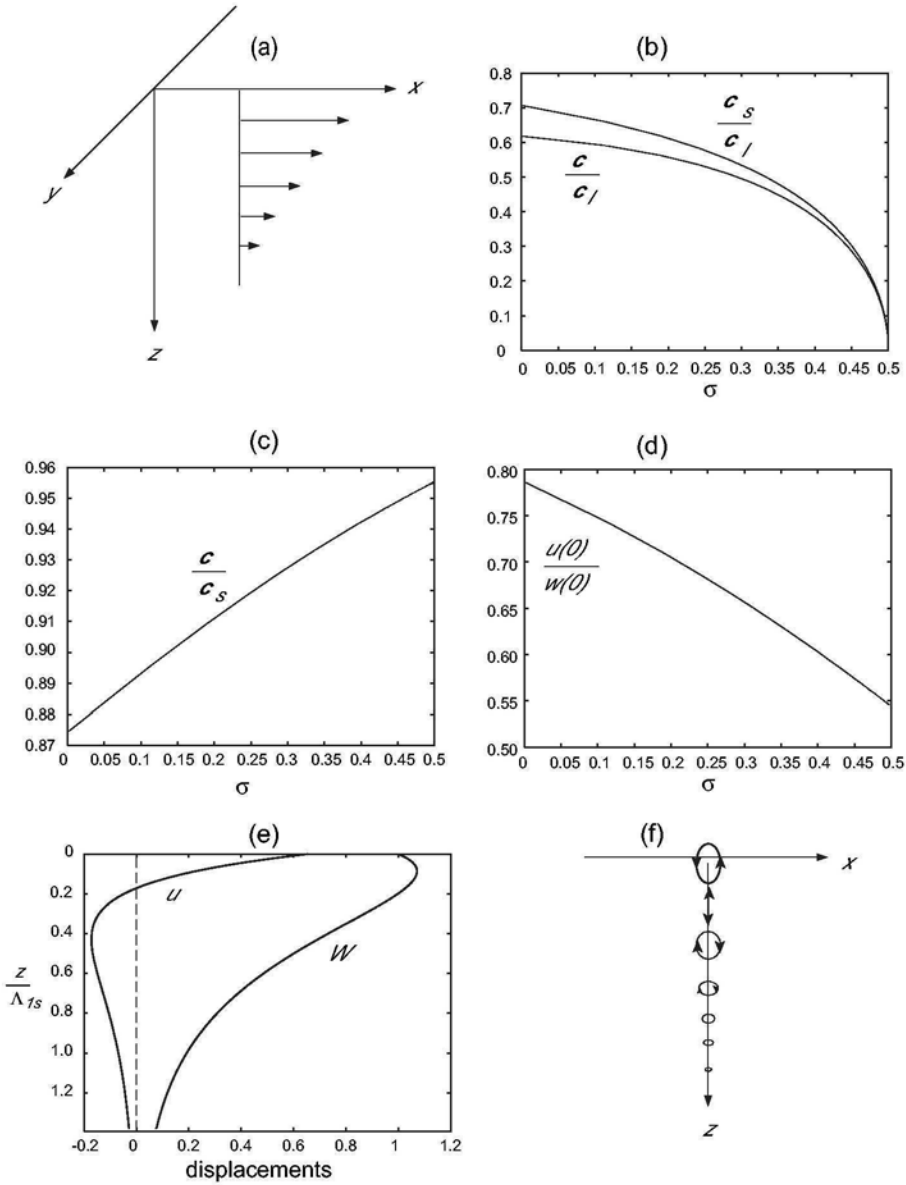 (a)
x
y
z
(b)
0.8
0.7
0.6
0.5
0.4
0.3
0.2
0.1
0
c s
c l
c
c l
0 0.05 0.1 0.15 0.2 0.25 0.3 0.35 0.4 0.45 0.5
σ
(c)
0.96
0.95
0.94
0.93
0.92
0.91
0.90
0.89
0.88
0.87
c
c s
0 0.05 0.1 0.15 0.2 0.25 0.3 0.35 0.4 0.45 0.5
σ
(d)
0.80
0.75
0.70
0.65
0.60
0.55
0.50
u(0)
w(0)
0 0.05 0.1 0.15 0.2 0.25 0.3 0.35 0.4 0.45 0.5
σ
(e)
0
0.2
0.4
0.6
0.8
1.0
1.2
z
Λ1s
u
W
-0.2 0 0.2 0.4 0.6 0.8 1 1.2
displacements
(f)
x
z